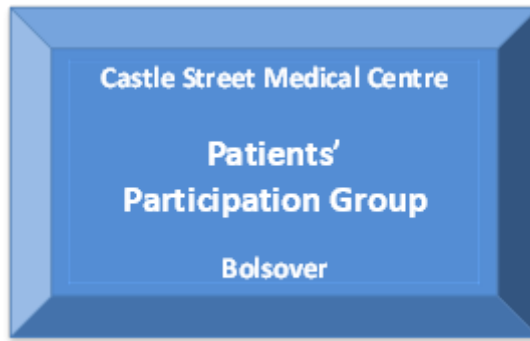 Castle Street Medical Centre
Patients’
Participation Group
Bolsover